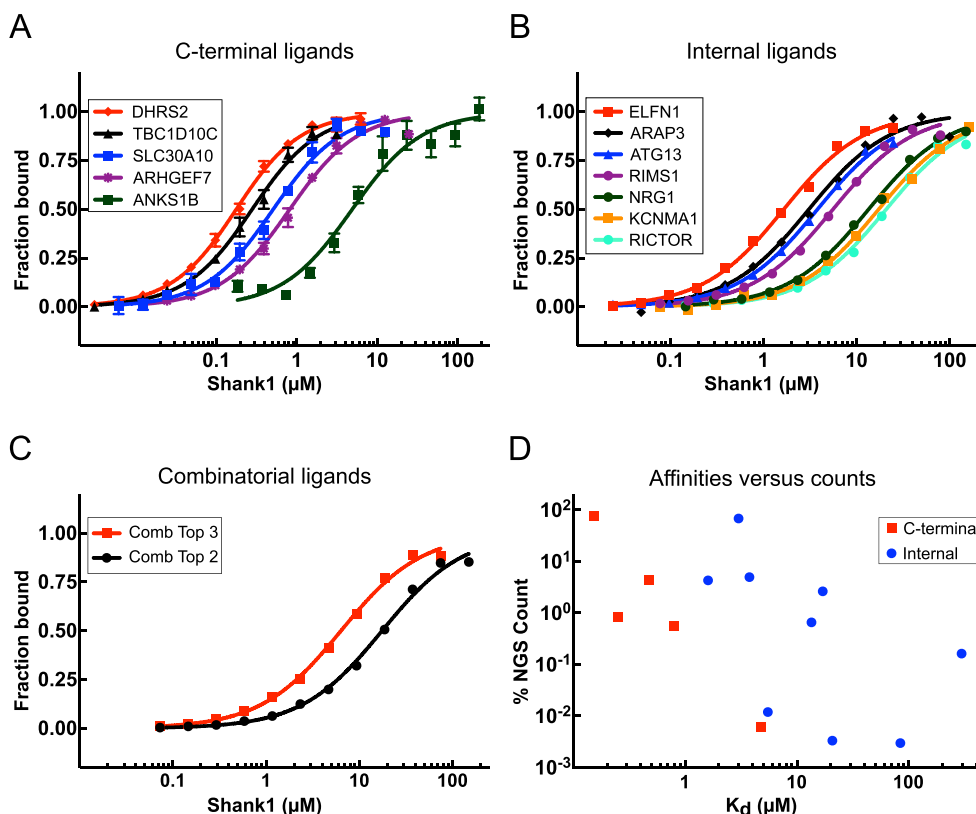 A
C-terminal ligands
Fraction bound
1.00
0.75
0.50
0.25
0.00
DHRS2
TBC1D10C
SLC30A10
ARHGEF7
ANKS1B
0.1 1 10 100
Shank1 (µM)
B
Internal ligands
Fraction bound
1.00
0.75
0.50
0.25
0.00
ELFN1
ARAP3
ATG13
RIMS1
NRG1
KCNMA1
RICTOR
0.1 1 10 100
Shank1 (µM)
C
Combinatorial ligands
Fraction bound
1.00
0.75
0.50
0.25
0.00
Comb Top 3
Comb Top 2
0.1 1 10 100
Shank1 (µM)
D
Affinities versus counts
% NGS Count
10²
10¹
10⁰
10⁻¹
10⁻²
10⁻³
C-termina
Internal
1 10 100
Kd (µM)